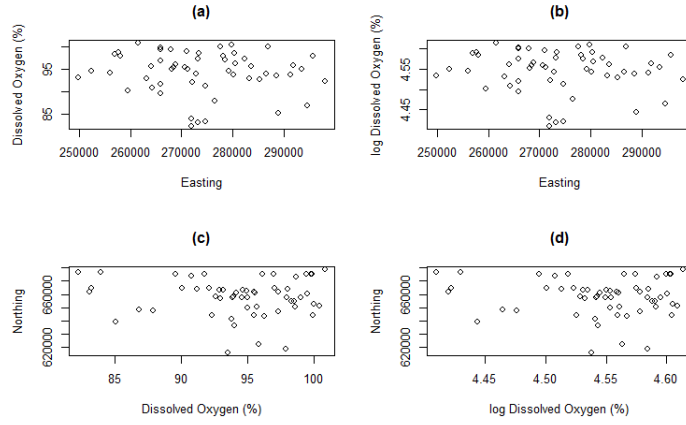 (a)
Dissolved Oxygen (%)
95
85
250000 260000 270000 280000 290000
Easting
(b)
log Dissolved Oxygen (%)
4.55
4.45
250000 260000 270000 280000 290000
Easting
(c)
Northing
660000
620000
85 90 95 100
Dissolved Oxygen (%)
(d)
Northing
660000
620000
4.45 4.50 4.55 4.60
log Dissolved Oxygen (%)